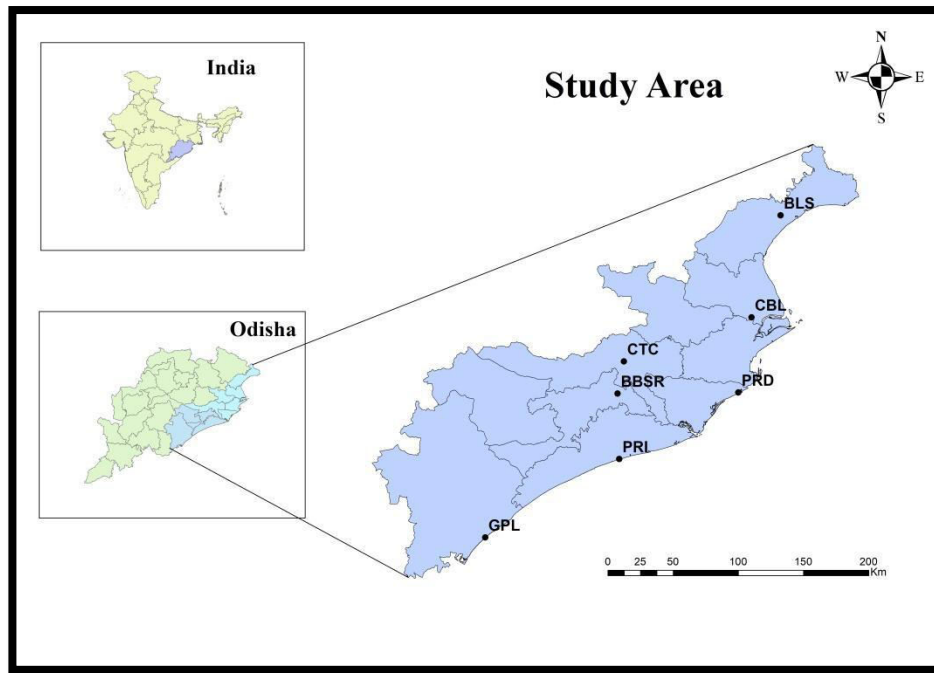 India
Study Area
N
W E
S
BLS
Odisha
CBL
CTC
BBSR
PRD
PRI
GPL
0 25 50 100 150 200
Km